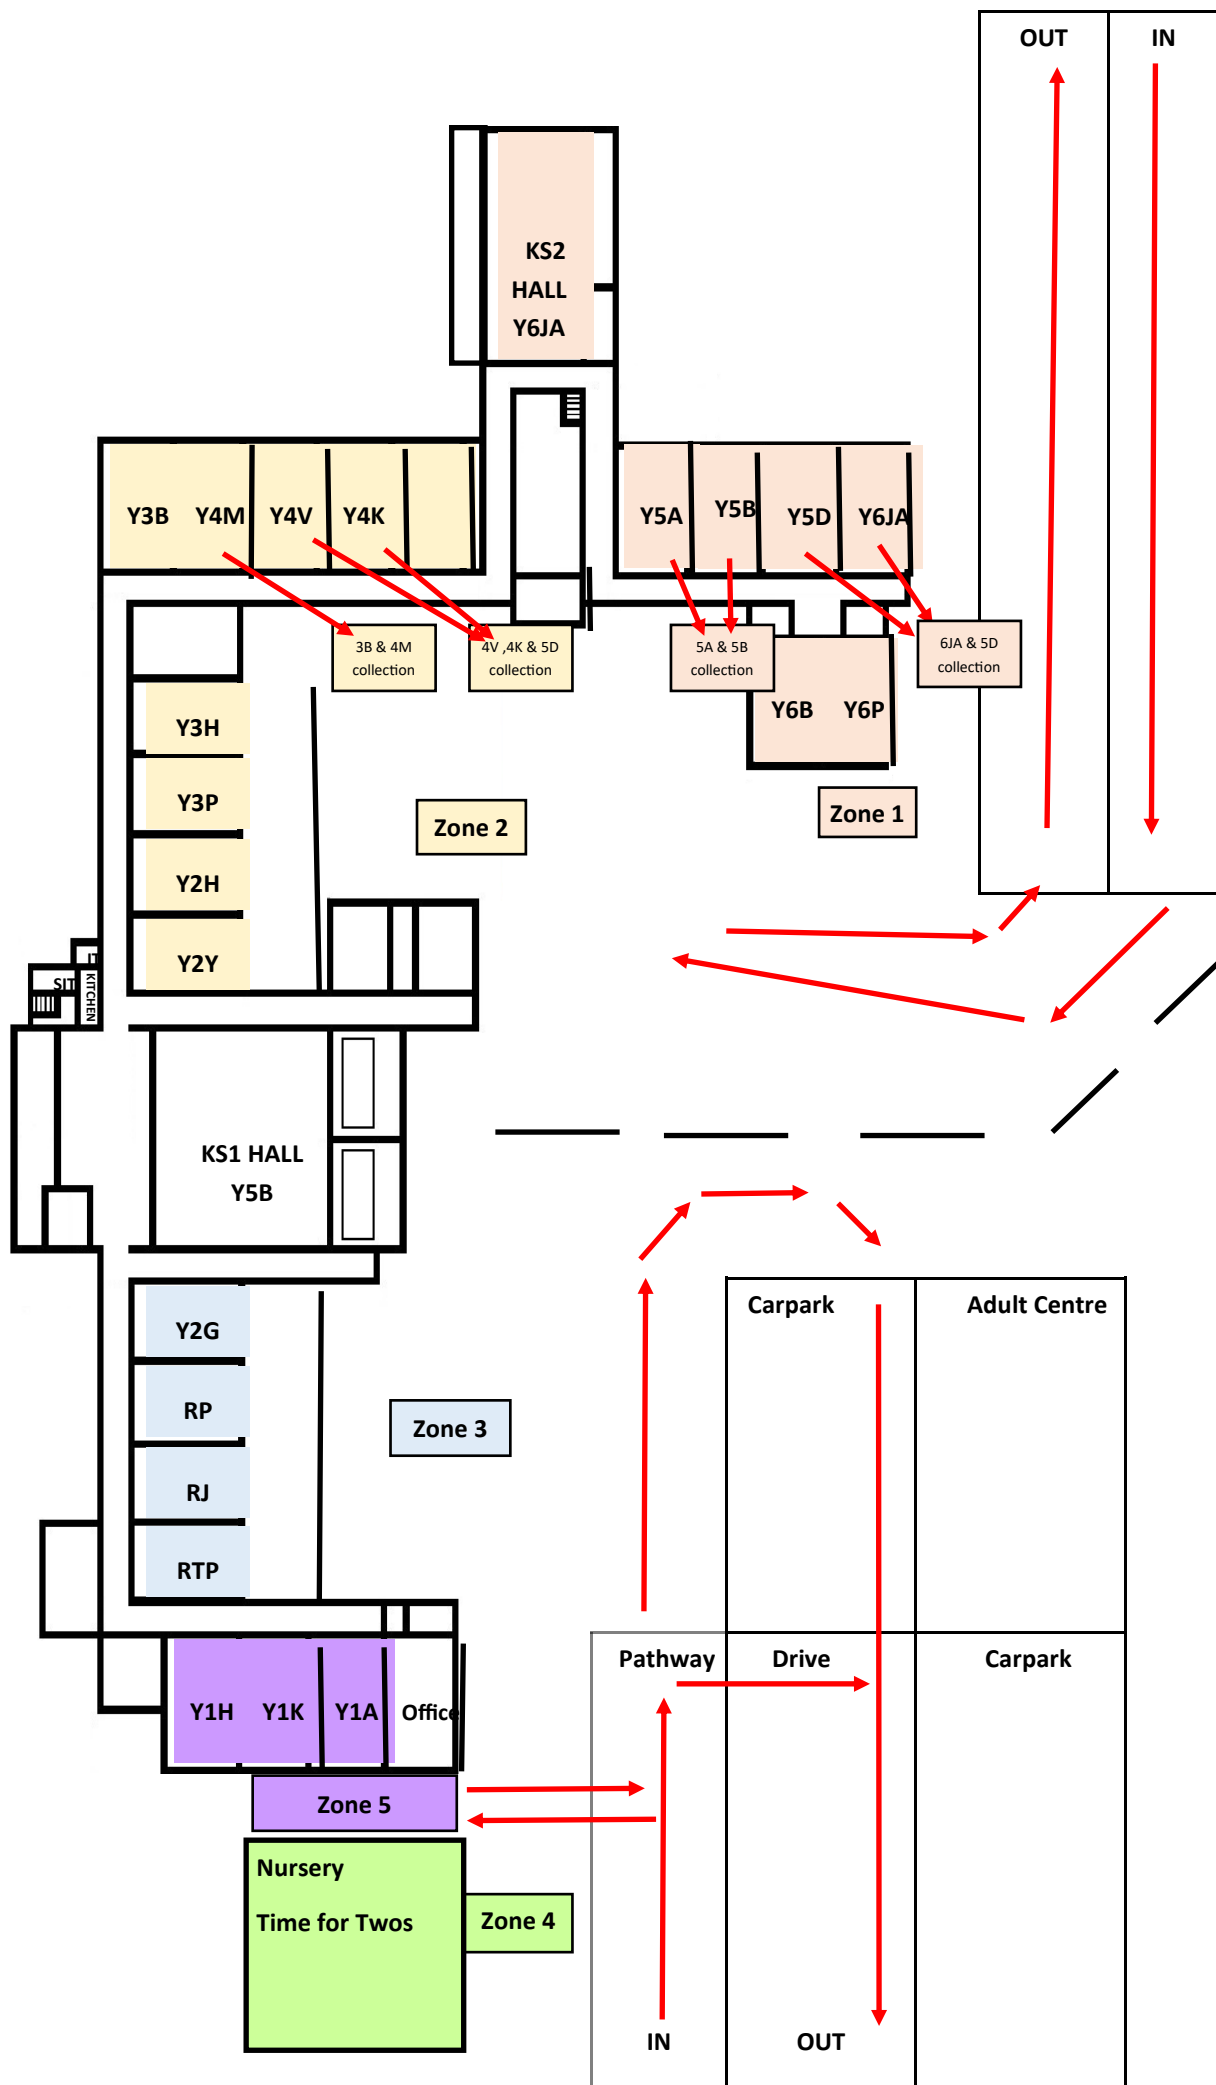 OUT
IN
KS2
HALL
Y6JA
Y3B
Y4M
Y4V
Y4K
Y5A
Y5B
Y5D
Y6JA
3B & 4M
collection
4V ,4K & 5D
collection
5A & 5B
collection
6JA & 5D
collection
Y6B
Y6P
Y3H
Y3P
Zone 2
Zone 1
Y2H
Y2Y
IT
SIT
KITCHEN
KS1 HALL
Y5B
Carpark
Adult Centre
Y2G
RP
Zone 3
RJ
RTP
Pathway
Drive
Carpark
Y1H
Y1K
Y1A
Office
Zone 5
Nursery
Time for Twos
Zone 4
IN
OUT